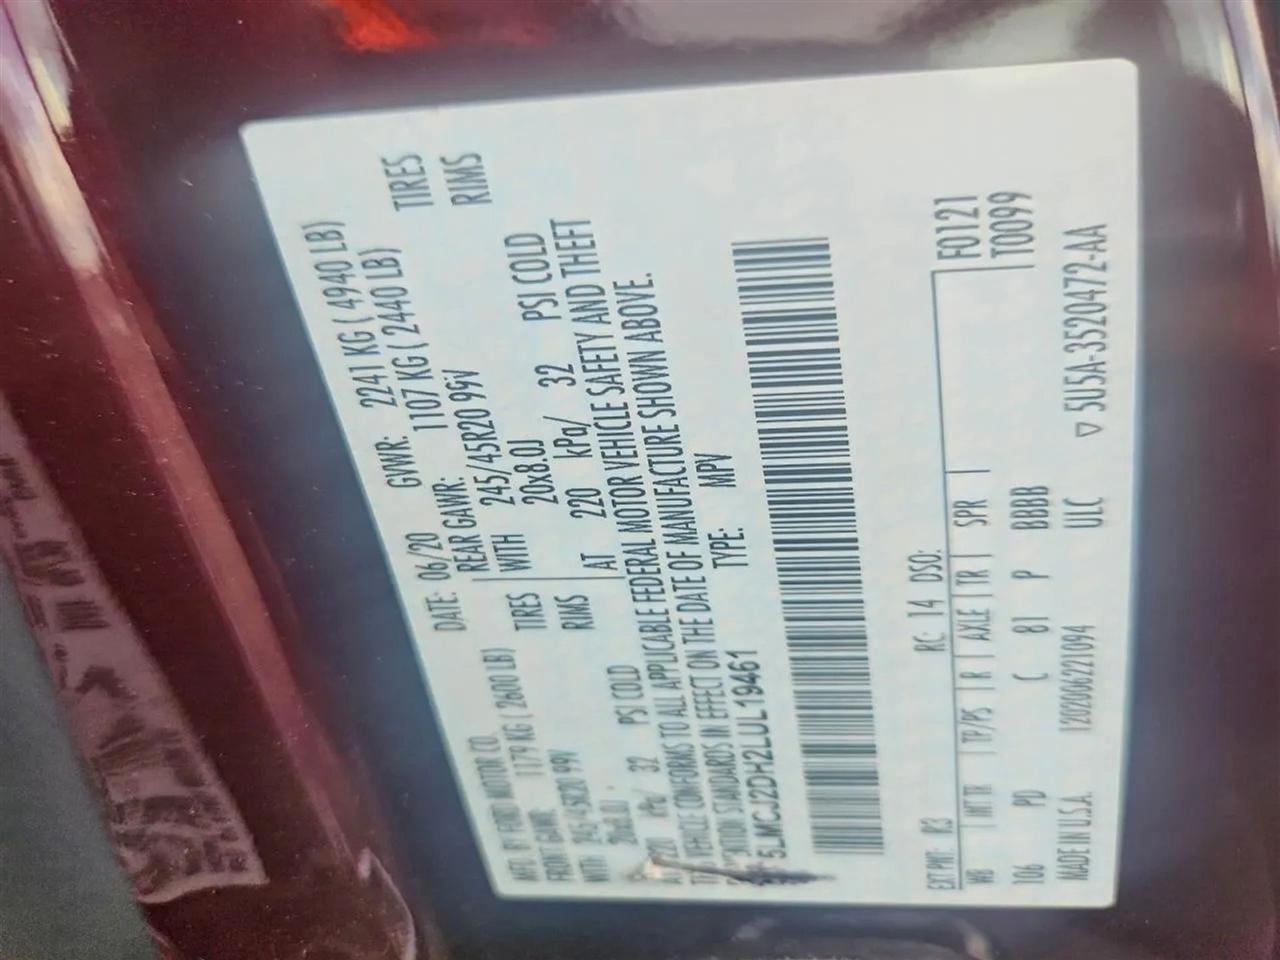 MFD. BY FORD MOTOR CO.
DATE: 06/20 GVWR: 2241 KG ( 4940 LB)
FRONT GAWR: 1179 KG ( 2600 LB)
REAR GAWR: 1107 KG ( 2440 LB)
WITH 245/45R20 99V TIRES
WITH 245/45R20 99V TIRES
20x8.0J RIMS
20x8.0J RIMS
AT 220 kPa/ 32 PSI COLD
AT 220 kPa/ 32 PSI COLD
THIS VEHICLE CONFORMS TO ALL APPLICABLE FEDERAL MOTOR VEHICLE SAFETY AND THEFT
PREVENTION STANDARDS IN EFFECT ON THE DATE OF MANUFACTURE SHOWN ABOVE.
5LMCJ2DH2LUL19461 TYPE: MPV
EXT PNT: R3 RC: 14 DSO: F0121
WB INT TR TP/PS R AXLE TR SPR T0099
106 PD C 81 P BBBB
MADE IN U.S.A. 1202006221094 ULC ▽ 5U5A-3520472-AA